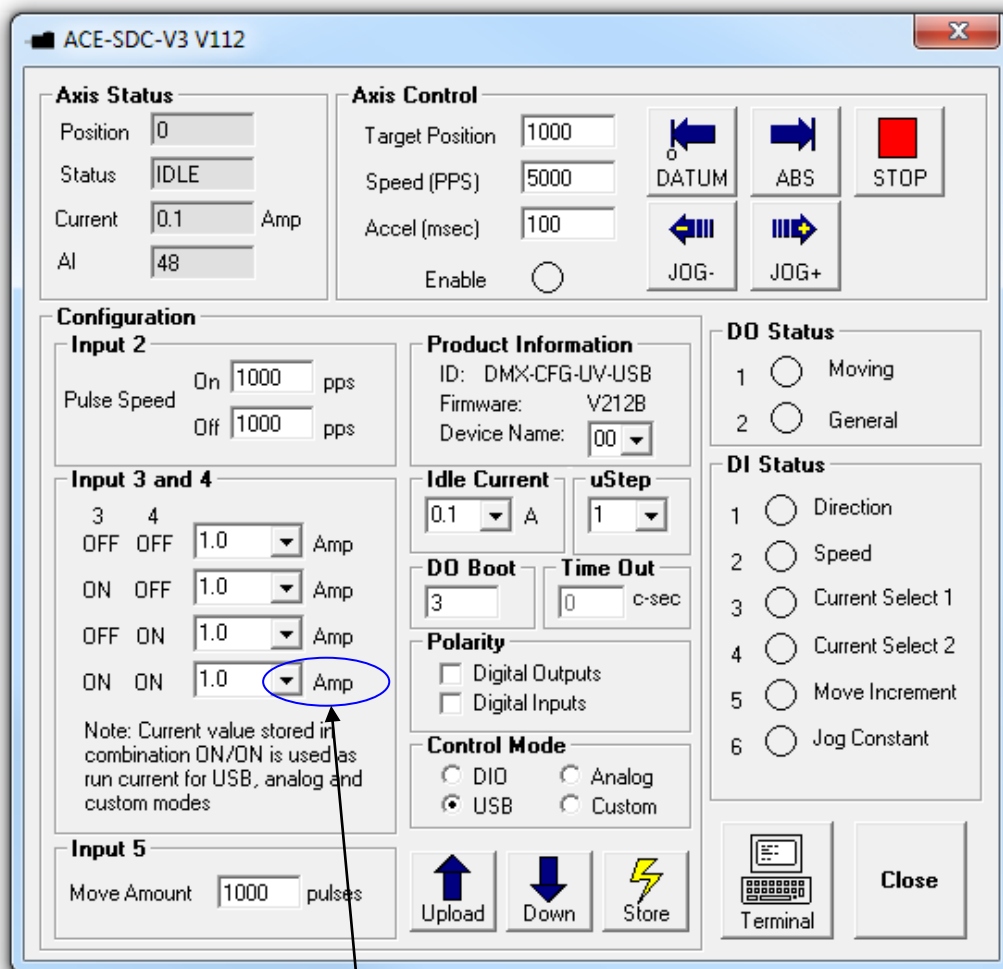 ACE-SDC-V3 V112
x
Axis Status
Position 0
Status IDLE
Current 0.1 Amp
AI 48
Axis Control
Target Position 1000
Speed (PPS) 5000
Accel (msec) 100
Enable
DATUM
ABS
STOP
JOG-
JOG+
Configuration
Input 2
Pulse Speed
On 1000 pps
Off 1000 pps
Input 3 and 4
3 4
OFF OFF 1.0 Amp
ON OFF 1.0 Amp
OFF ON 1.0 Amp
ON ON 1.0 Amp
Note: Current value stored in
combination ON/ON is used as
run current for USB, analog and
custom modes
Input 5
Move Amount 1000 pulses
Product Information
ID: DMX-CFG-UV-USB
Firmware: V212B
Device Name: 00
Idle Current
0.1 A
uStep
1
DO Boot
3
Time Out
0 c-sec
Polarity
Digital Outputs
Digital Inputs
Control Mode
DIO Analog
USB Custom
Upload
Down
Store
DO Status
1 Moving
2 General
DI Status
1 Direction
2 Speed
3 Current Select 1
4 Current Select 2
5 Move Increment
6 Jog Constant
Terminal
Close